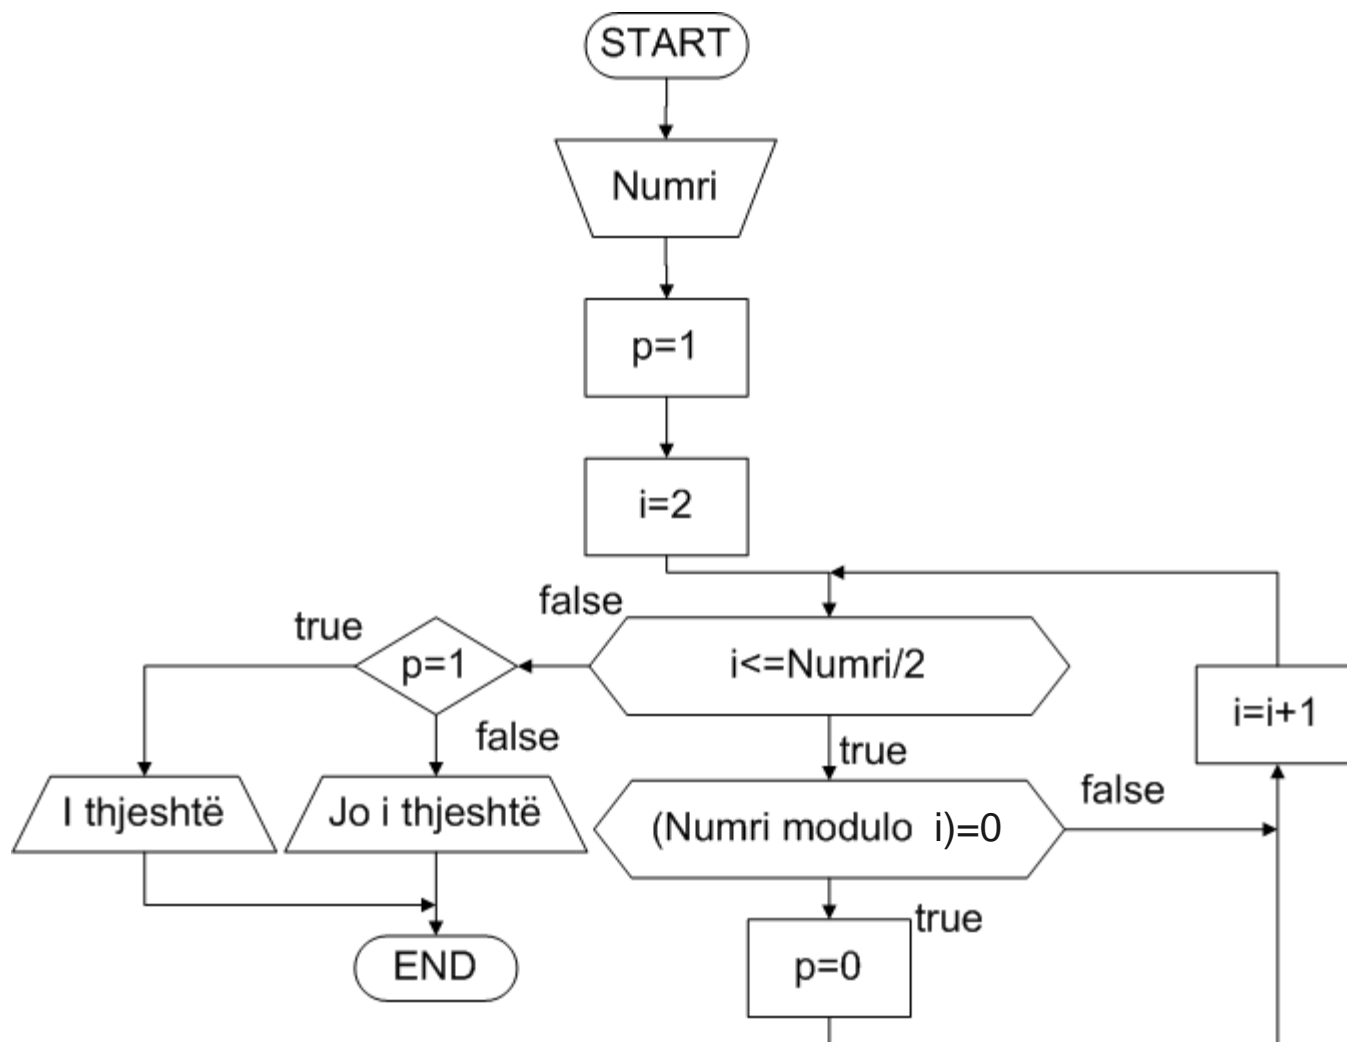 START
Numri
p=1
i=2
false
true
p=1
i<=Numri/2
i=i+1
false
true
false
I thjeshtë
Jo i thjeshtë
(Numri modulo i)=0
true
p=0
END